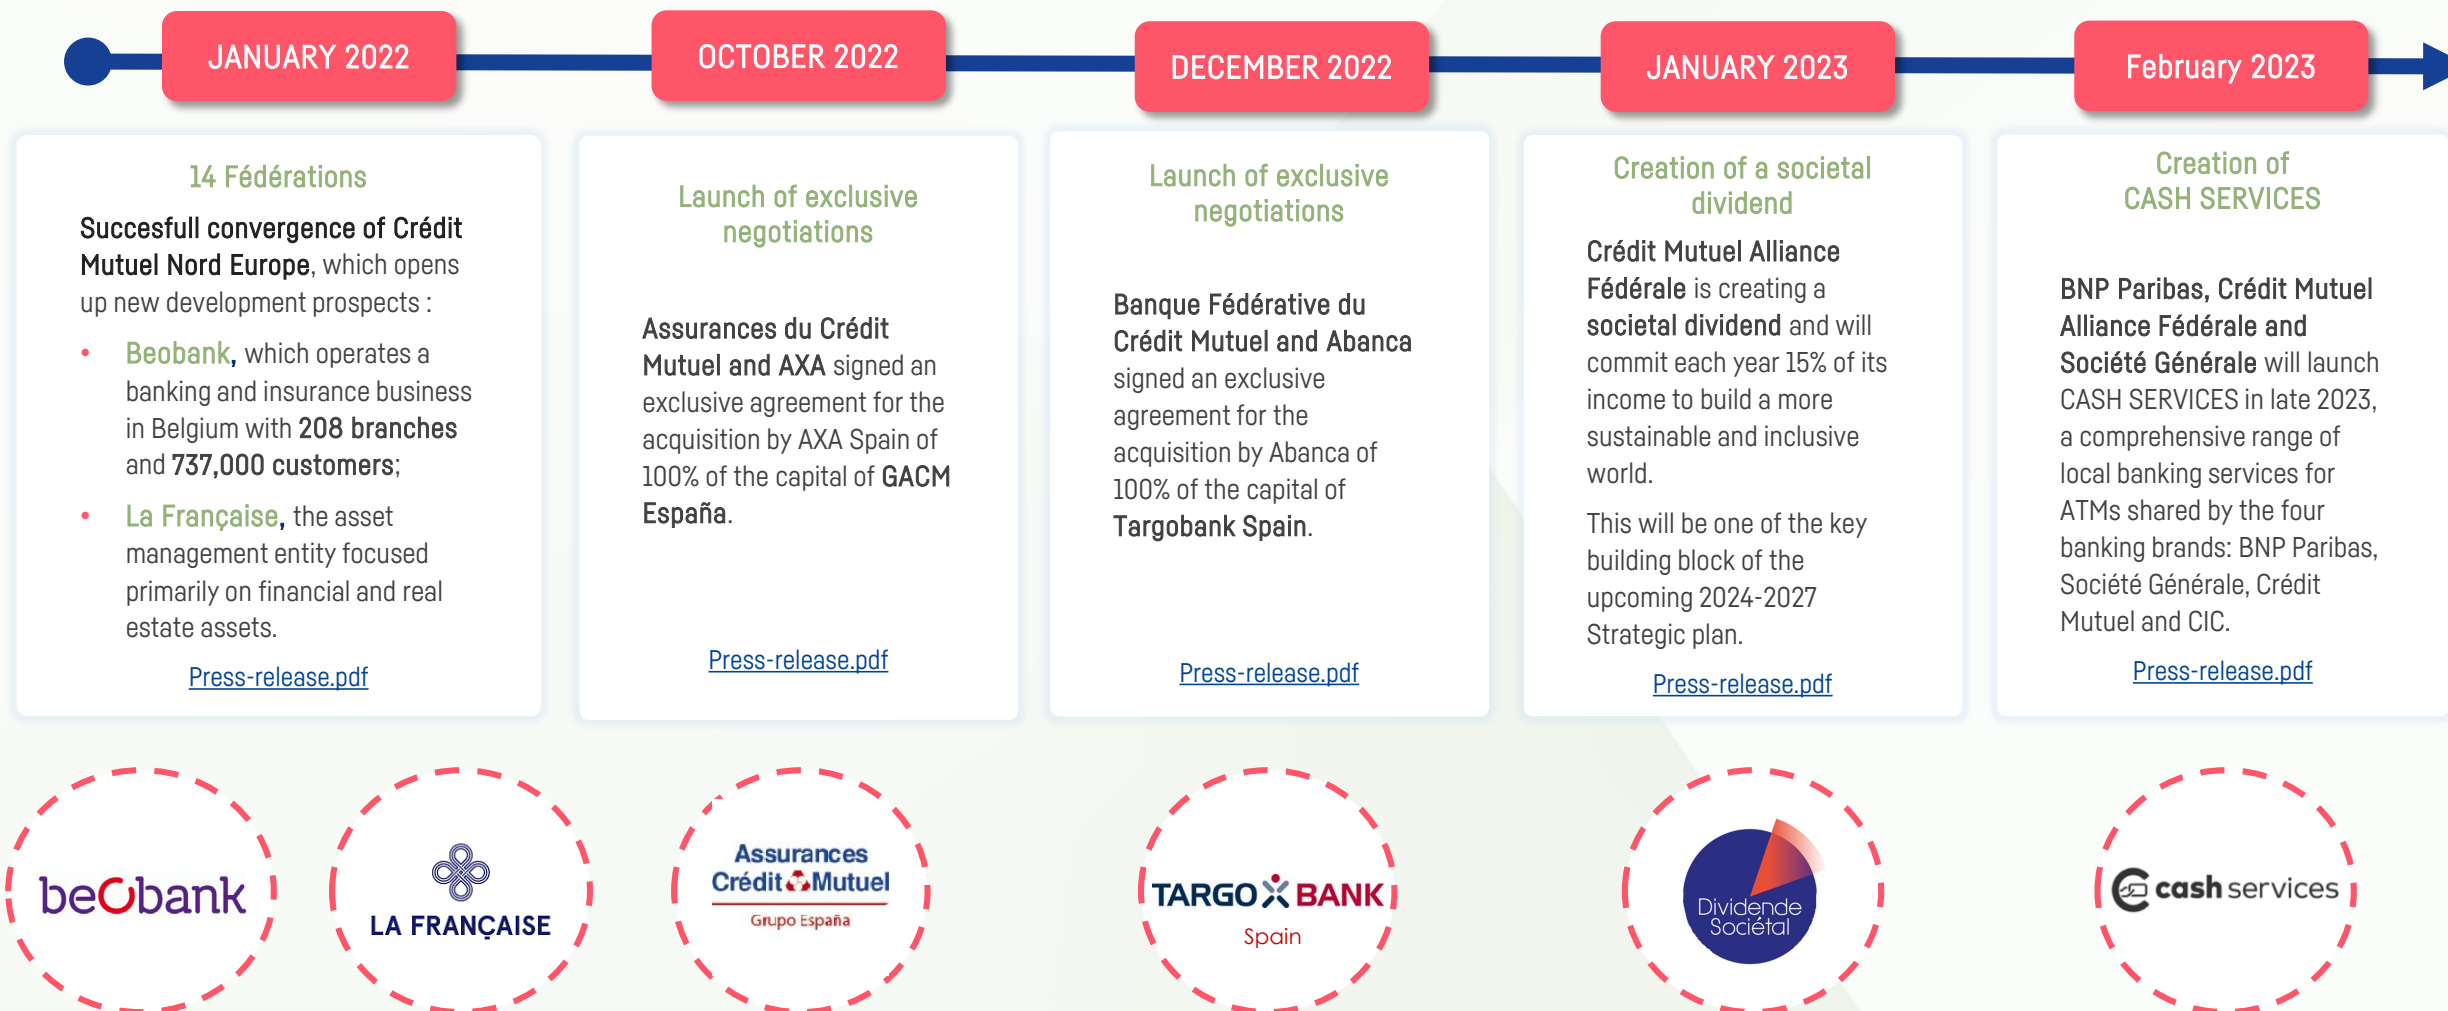 JANUARY 2022
OCTOBER 2022
DECEMBER 2022
JANUARY 2023
February 2023
14 Fédérations
Succesfull convergence of Crédit
Mutuel Nord Europe, which opens
up new development prospects :
• Beobank, which operates a
banking and insurance business
in Belgium with 208 branches
and 737,000 customers;
• La Française, the asset
management entity focused
primarily on financial and real
estate assets.
Press-release.pdf
Launch of exclusive
negotiations
Assurances du Crédit
Mutuel and AXA signed an
exclusive agreement for the
acquisition by AXA Spain of
100% of the capital of GACM
España.
Press-release.pdf
Launch of exclusive
negotiations
Banque Fédérative du
Crédit Mutuel and Abanca
signed an exclusive
agreement for the
acquisition by Abanca of
100% of the capital of
Targobank Spain.
Press-release.pdf
Creation of a societal
dividend
Crédit Mutuel Alliance
Fédérale is creating a
societal dividend and will
commit each year 15% of its
income to build a more
sustainable and inclusive
world.
This will be one of the key
building block of the
upcoming 2024-2027
Strategic plan.
Press-release.pdf
Creation of
CASH SERVICES
BNP Paribas, Crédit Mutuel
Alliance Fédérale and
Société Générale will launch
CASH SERVICES in late 2023,
a comprehensive range of
local banking services for
ATMs shared by the four
banking brands: BNP Paribas,
Société Générale, Crédit
Mutuel and CIC.
Press-release.pdf
beobank
LA FRANÇAISE
Assurances
Crédit Mutuel
Grupo España
TARGO BANK
Spain
Dividende
Sociétal
cash services